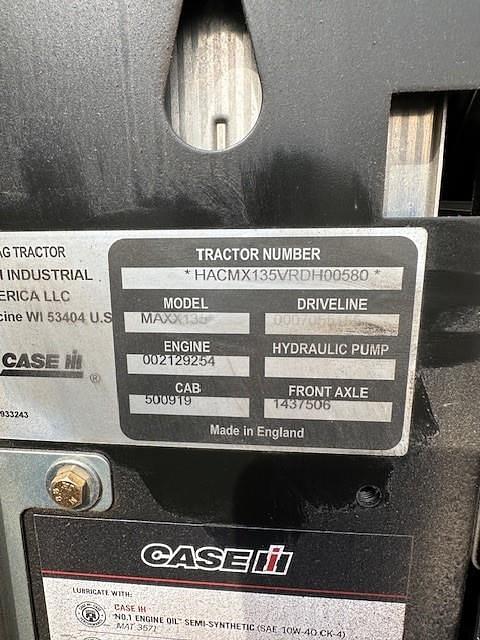 AG TRACTOR
INDUSTRIAL
ERICA LLC
cine WI 53404 U.S
CASE IH
®
933243
TRACTOR NUMBER
* HACMX135VRDH00580 *
MODEL DRIVELINE
MAXX135
ENGINE HYDRAULIC PUMP
002129254
CAB FRONT AXLE
500919 1437506
Made in England
CASE IH
LUBRICATE WITH:
CASE IH
"NO.1 ENGINE OIL" SEMI-SYNTHETIC (SAE 10W-40 CK-4)
MAT 3571